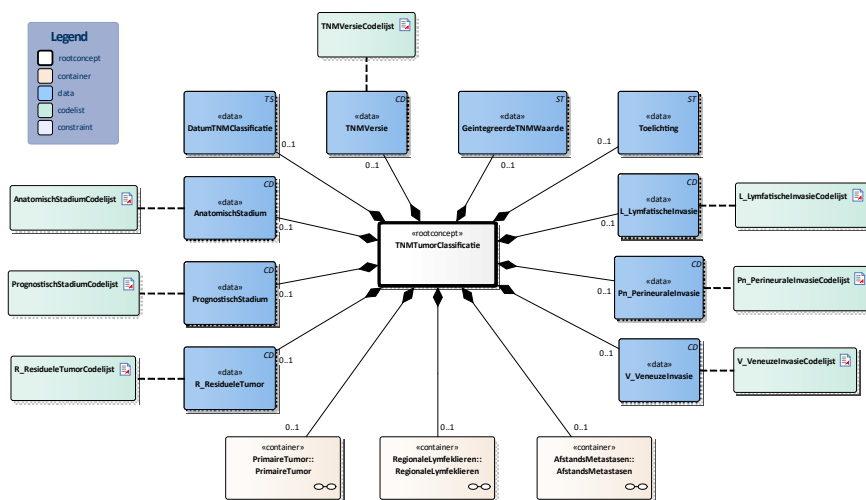 TNMVersieCodelijst
Legend
rootconcept
container
data
codelist
constraint
TS
«data»
DatumTNMClassificatie
0..1
CD
«data»
TNMVersie
0..1
ST
«data»
GeintegreerdeTNMWaarde
0..1
ST
«data»
Toelichting
0..1
AnatomischStadiumCodelijst
CD
«data»
AnatomischStadium
0..1
«rootconcept»
TNMTumorClassificatie
CD
«data»
L_LymfatischeInvasie
0..1
L_LymfatischeInvasieCodelijst
PrognostischStadiumCodelijst
CD
«data»
PrognostischStadium
0..1
CD
«data»
Pn_PerineuraleInvasie
0..1
Pn_PerineuraleInvasieCodelijst
R_ResidueleTumorCodelijst
CD
«data»
R_ResidueleTumor
0..1
CD
«data»
V_VeneuzeInvasie
0..1
V_VeneuzeInvasieCodelijst
0..1
0..1
0..1
«container»
PrimaireTumor::
PrimaireTumor
«container»
RegionaleLymfeklieren::
RegionaleLymfeklieren
«container»
AfstandsMetastasen::
AfstandsMetastasen